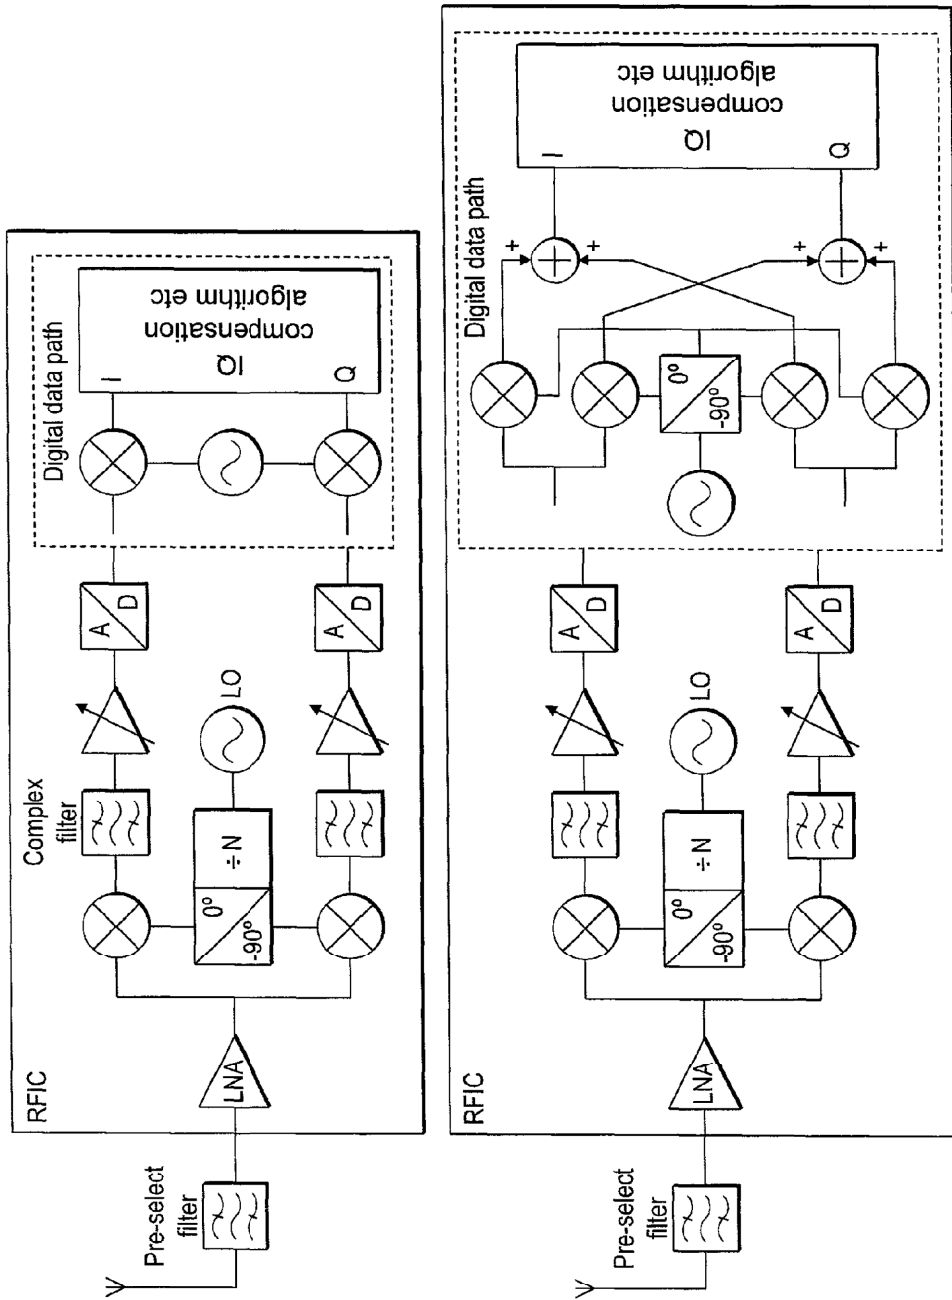 RFIC
Pre-select
filter
LNA
0°
-90°
÷N
LO
Complex
filter
A
D
A
D
Digital data path
I
Q
IQ
compensation
algorithm etc
RFIC
Pre-select
filter
LNA
0°
-90°
÷N
LO
A
D
A
D
Digital data path
0°
-90°
+
+
+
+
I
Q
IQ
compensation
algorithm etc